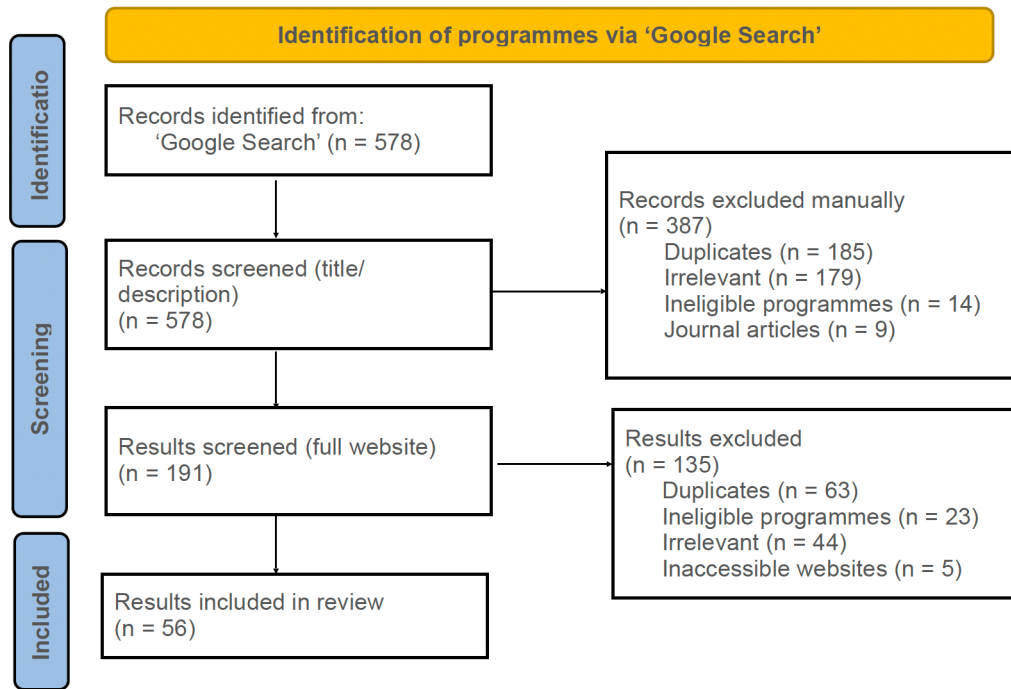 Identification of programmes via ‘Google Search’
Identificatio
Records identified from:
‘Google Search’ (n = 578)
Records excluded manually
(n = 387)
Duplicates (n = 185)
Irrelevant (n = 179)
Ineligible programmes (n = 14)
Journal articles (n = 9)
Screening
Records screened (title/
description)
(n = 578)
Results screened (full website)
(n = 191)
Results excluded
(n = 135)
Duplicates (n = 63)
Ineligible programmes (n = 23)
Irrelevant (n = 44)
Inaccessible websites (n = 5)
Included
Results included in review
(n = 56)